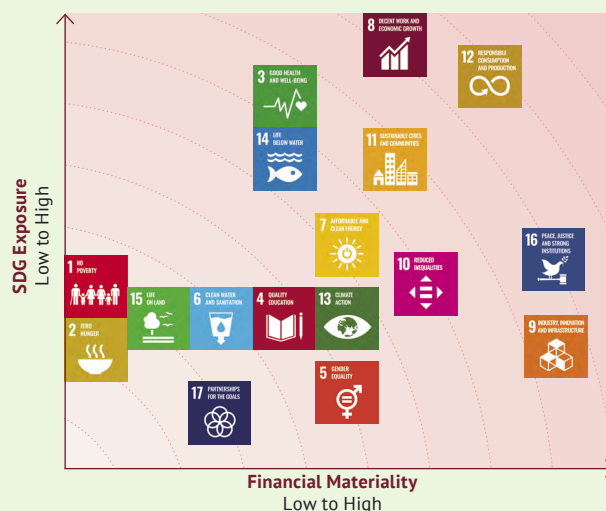 8 DECENT WORK AND
ECONOMIC GROWTH
12 RESPONSIBLE
CONSUMPTION
AND PRODUCTION
3 GOOD HEALTH
AND WELL-BEING
14 LIFE
BELOW WATER
11 SUSTAINABLE CITIES
AND COMMUNITIES
7 AFFORDABLE AND
CLEAN ENERGY
16 PEACE, JUSTICE
AND STRONG
INSTITUTIONS
10 REDUCED
INEQUALITIES
1 NO
POVERTY
15 LIFE
ON LAND
6 CLEAN WATER
AND SANITATION
4 QUALITY
EDUCATION
13 CLIMATE
ACTION
2 ZERO
HUNGER
9 INDUSTRY, INNOVATION
AND INFRASTRUCTURE
5 GENDER
EQUALITY
17 PARTNERSHIPS
FOR THE GOALS
SDG Exposure
Low to High
Financial Materiality
Low to High